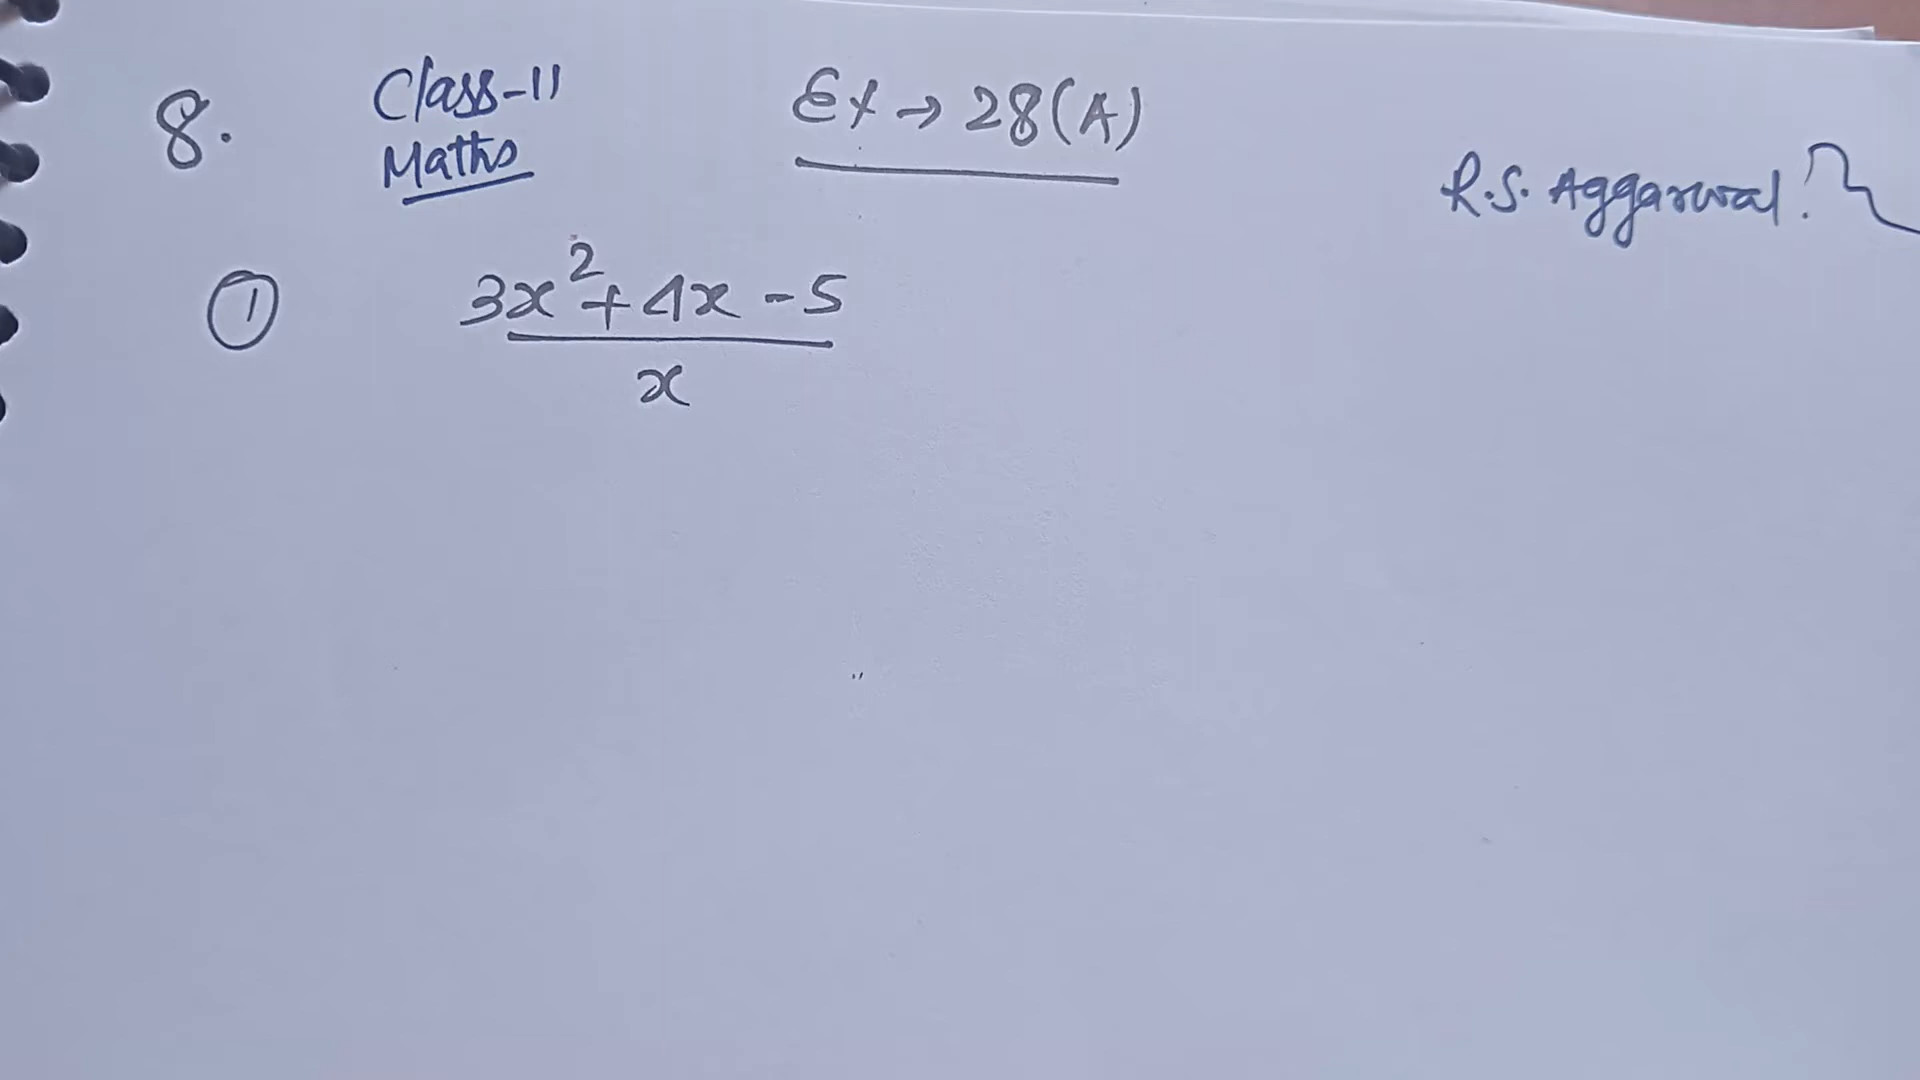 8.
Class-11
Maths
Ex → 28(A)
R.S. Aggarwal.
① 3x² + 4x - 5
x